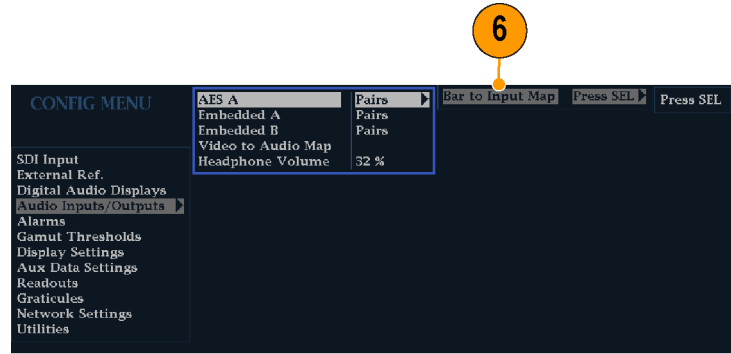 6
CONFIG MENU
AES A Pairs
Embedded A Pairs
Embedded B Pairs
Video to Audio Map
Headphone Volume 32 %
Bar to Input Map Press SEL
Press SEL
SDI Input
External Ref.
Digital Audio Displays
Audio Inputs/Outputs
Alarms
Gamut Thresholds
Display Settings
Aux Data Settings
Readouts
Graticules
Network Settings
Utilities